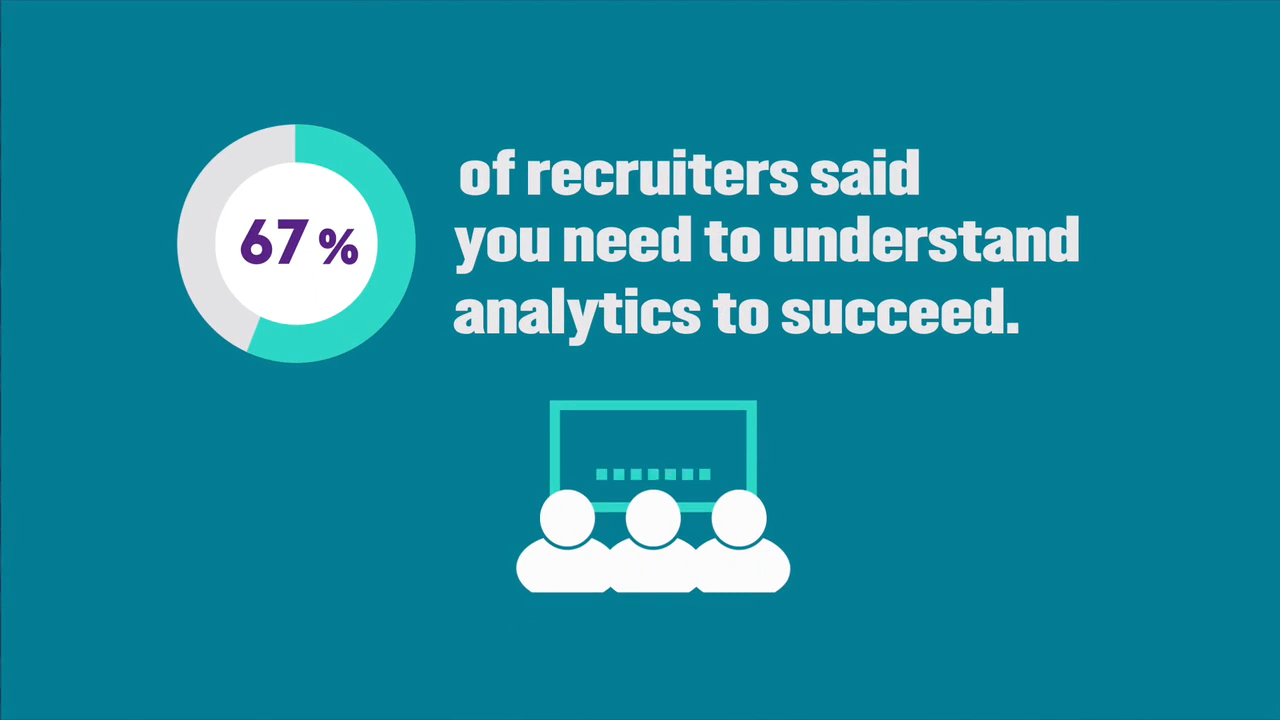 67 %
of recruiters said
you need to understand
analytics to succeed.